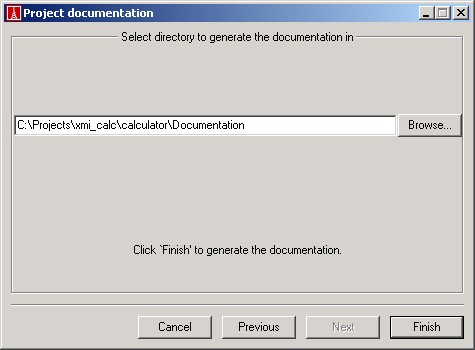 Project documentation
Select directory to generate the documentation in
C:\Projects\xmi_calc\calculator\Documentation
Browse...
Click `Finish' to generate the documentation.
Cancel
Previous
Next
Finish